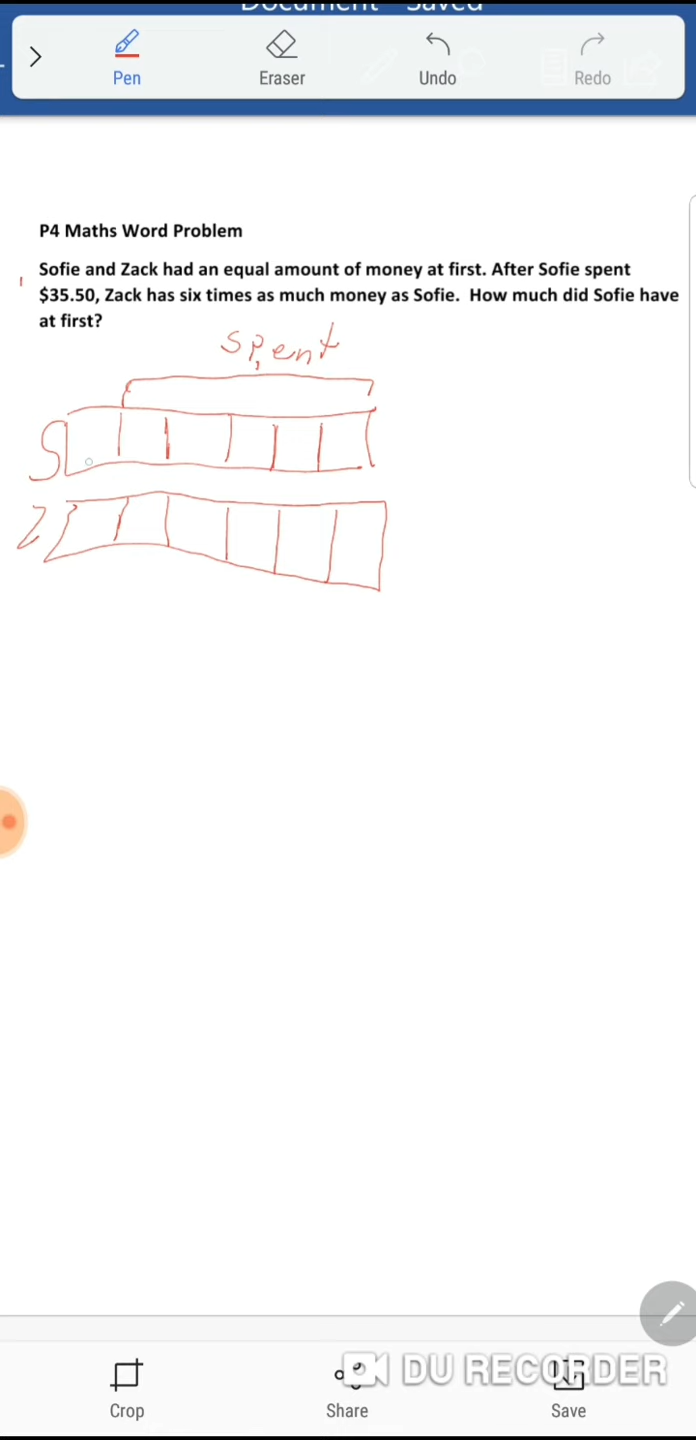 Document - Saved
Pen
Eraser
Undo
Redo
P4 Maths Word Problem
Sofie and Zack had an equal amount of money at first. After Sofie spent
$35.50, Zack has six times as much money as Sofie. How much did Sofie have
at first?
spent
S
Z
Crop
Share
Save
DU RECORDER